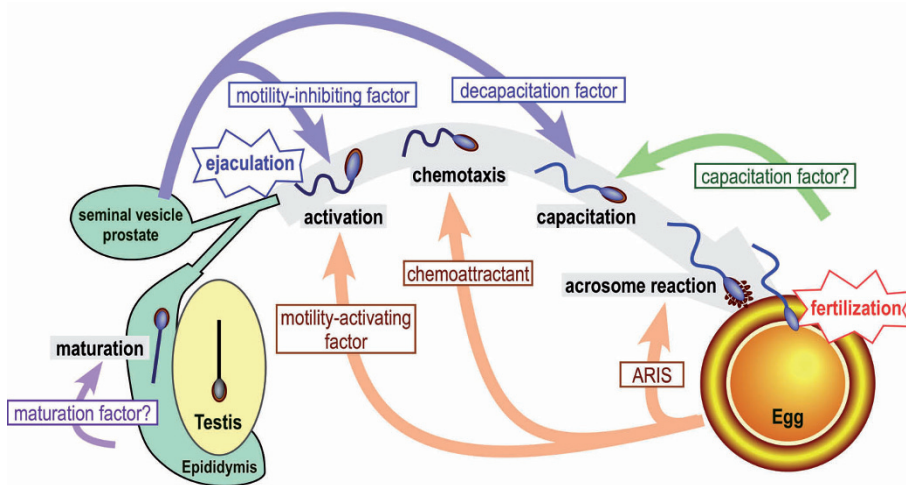 motility-inhibiting factor
decapacitation factor
ejaculation
chemotaxis
capacitation factor?
seminal vesicle
prostate
activation
capacitation
chemoattractant
acrosome reaction
fertilization
motility-activating
factor
maturation
ARIS
maturation factor?
Testis
Egg
Epididymis